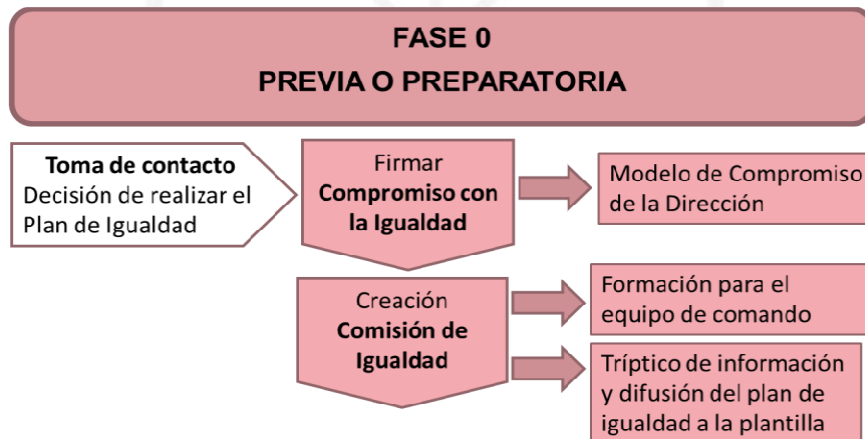 FASE 0
PREVIA O PREPARATORIA
Toma de contacto
Decisión de realizar el
Plan de Igualdad
Firmar
Compromiso con
la Igualdad
Modelo de Compromiso
de la Dirección
Creación
Comisión de
Igualdad
Formación para el
equipo de comando
Tríptico de información
y difusión del plan de
igualdad a la plantilla